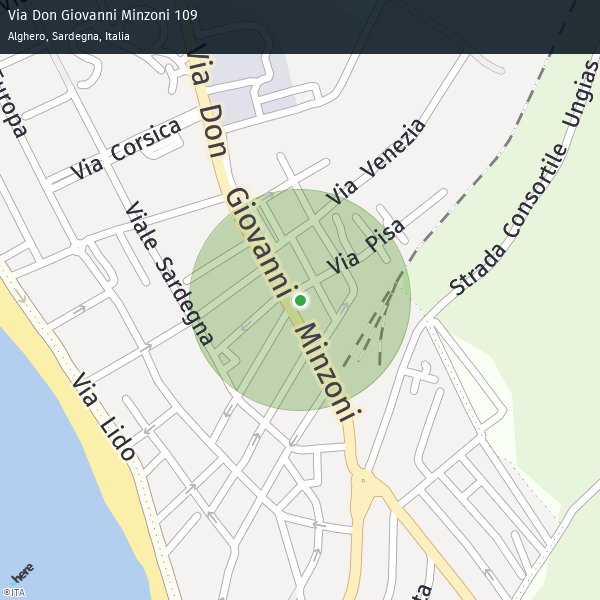 Via Don Giovanni Minzoni 109
Alghero, Sardegna, Italia
Europa
Via Corsica
Via Don Giovanni Minzoni
Via Venezia
Via Pisa
Viale Sardegna
Strada Consortile Ungias
Via Lido
here
©ITA